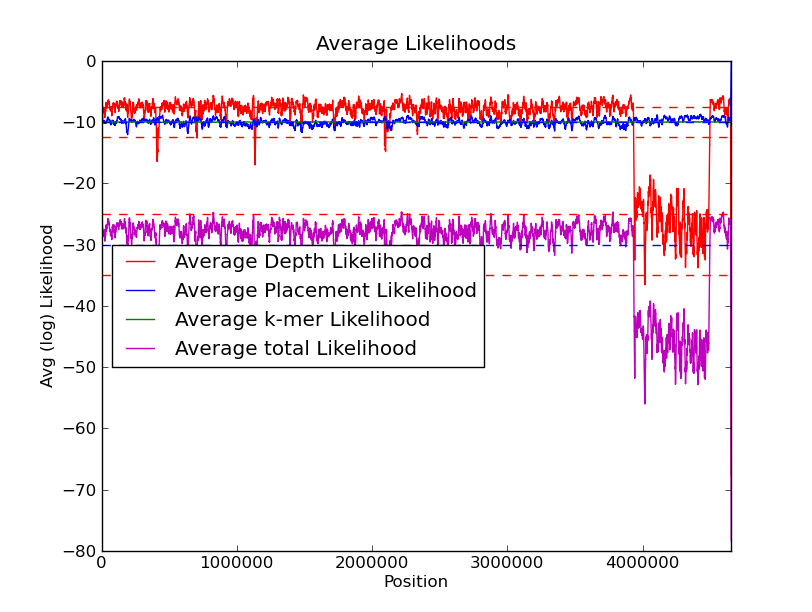 Average Likelihoods
Avg (log) Likelihood
0
−10
−20
−30
−40
−50
−60
−70
−80
Average Depth Likelihood
Average Placement Likelihood
Average k-mer Likelihood
Average total Likelihood
0 1000000 2000000 3000000 4000000
Position